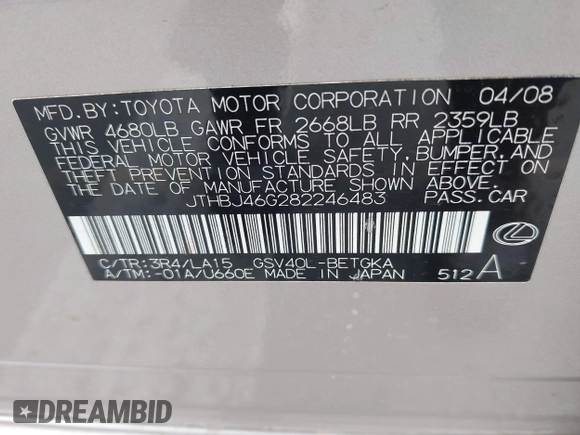 MFD. BY: TOYOTA MOTOR CORPORATION 04/08
GVWR 4680LB GAWR FR 2668LB RR 2359LB
THIS VEHICLE CONFORMS TO ALL APPLICABLE
FEDERAL MOTOR VEHICLE SAFETY, BUMPER, AND
THEFT PREVENTION STANDARDS IN EFFECT ON
THE DATE OF MANUFACTURE SHOWN ABOVE.
JTHBJ46G282246483 PASS. CAR
C/TR: 3R4/LA15 GSV40L-BETGKA
A/TM: -01A/U660E MADE IN JAPAN 512 A
DREAMBID